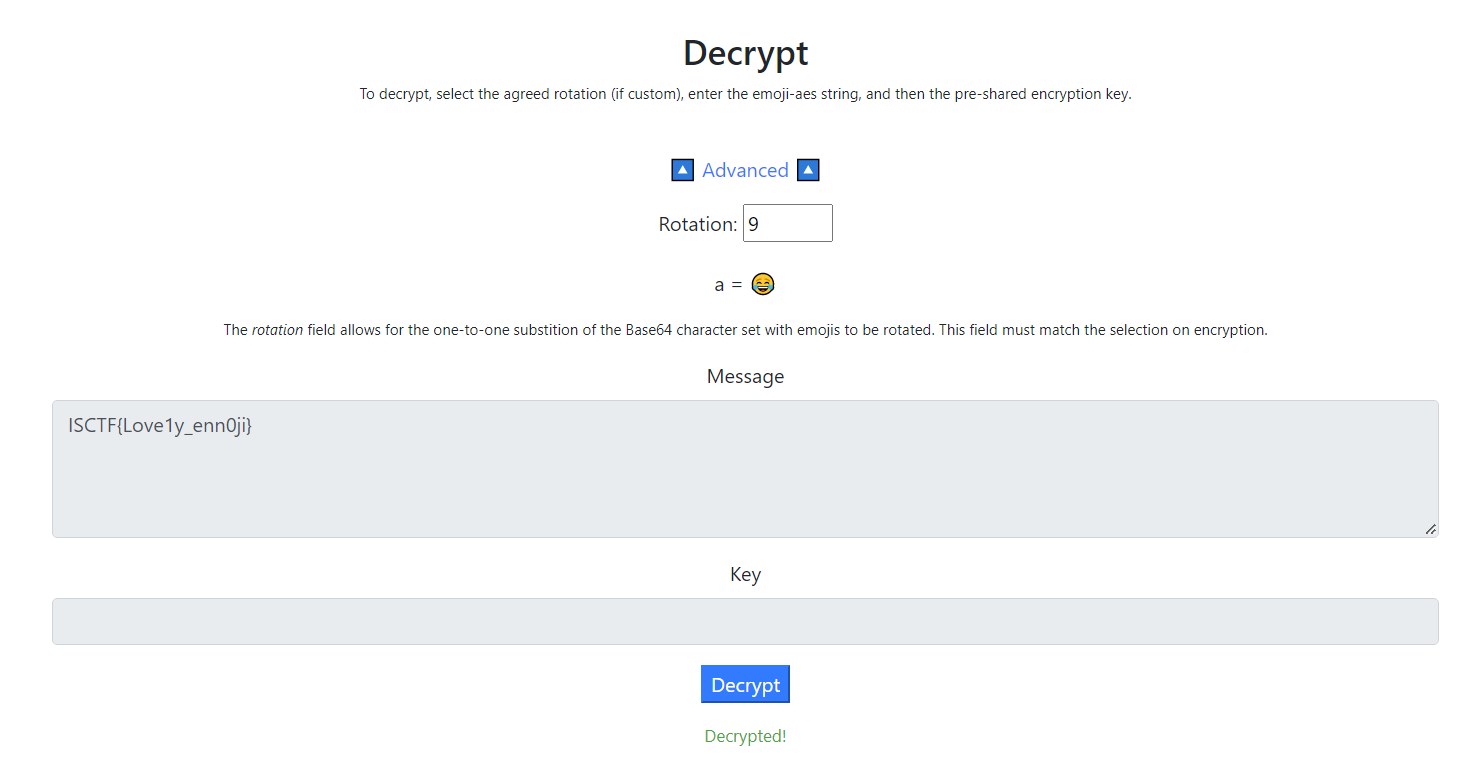 Decrypt
To decrypt, select the agreed rotation (if custom), enter the emoji-aes string, and then the pre-shared encryption key.
🔼 Advanced 🔼
Rotation: 9
a = 😂
The rotation field allows for the one-to-one substition of the Base64 character set with emojis to be rotated. This field must match the selection on encryption.
Message
ISCTF{Love1y_enn0ji}
Key
Decrypt
Decrypted!